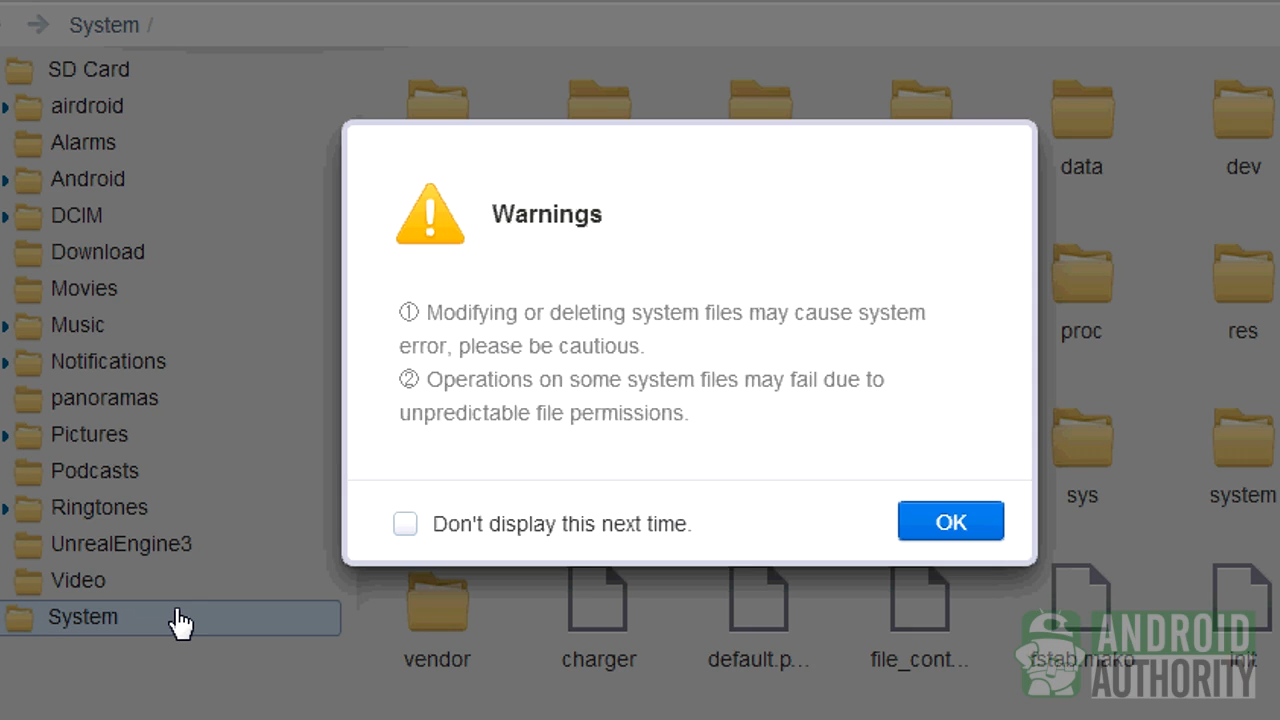 System /
SD Card
airdroid
Alarms
Android
DCIM
Download
Movies
Music
Notifications
panoramas
Pictures
Podcasts
Ringtones
UnrealEngine3
Video
System
data
dev
proc
res
sys
system
vendor
charger
default.p...
file_cont...
fstab.mako
init
Warnings
① Modifying or deleting system files may cause system
error, please be cautious.
② Operations on some system files may fail due to
unpredictable file permissions.
Don't display this next time.
OK
ANDROID
AUTHORITY